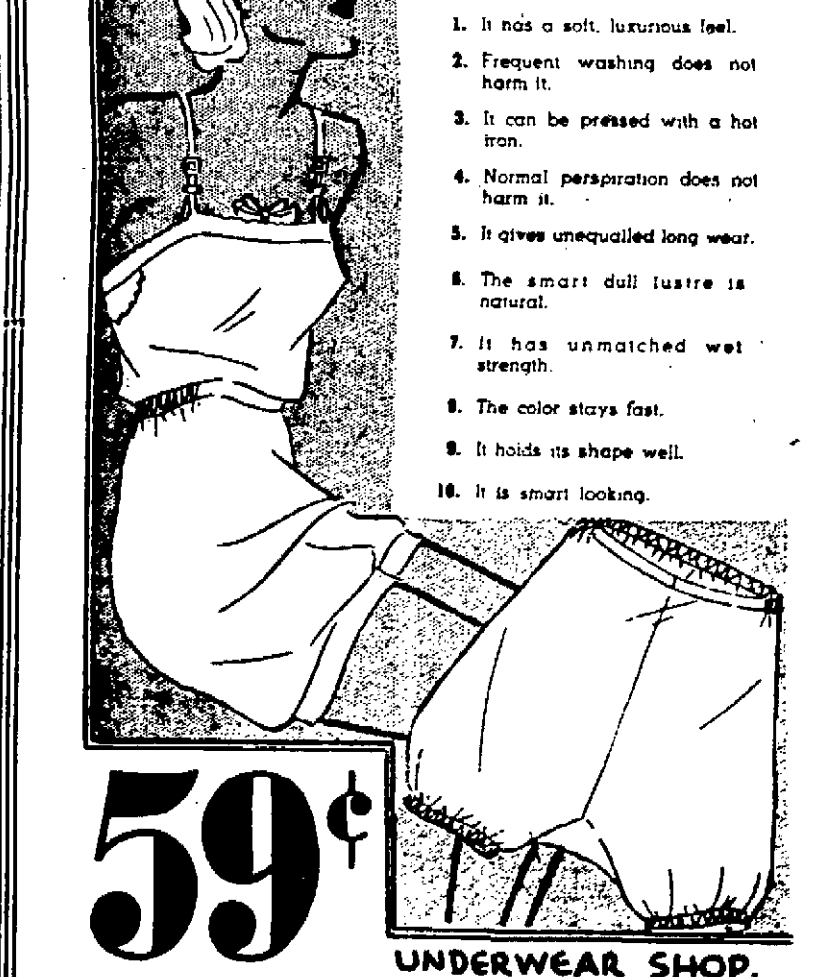 1. It has a soft, luxurious feel.
2. Frequent washing does not
harm it.
3. It can be pressed with a hot
iron.
4. Normal perspiration does not
harm it.
5. It gives unequalled long wear.
6. The smart dull lustre is
natural.
7. It has unmatched wet
strength.
8. The color stays fast.
9. It holds its shape well.
10. It is smart looking.
59¢
UNDERWEAR SHOP.